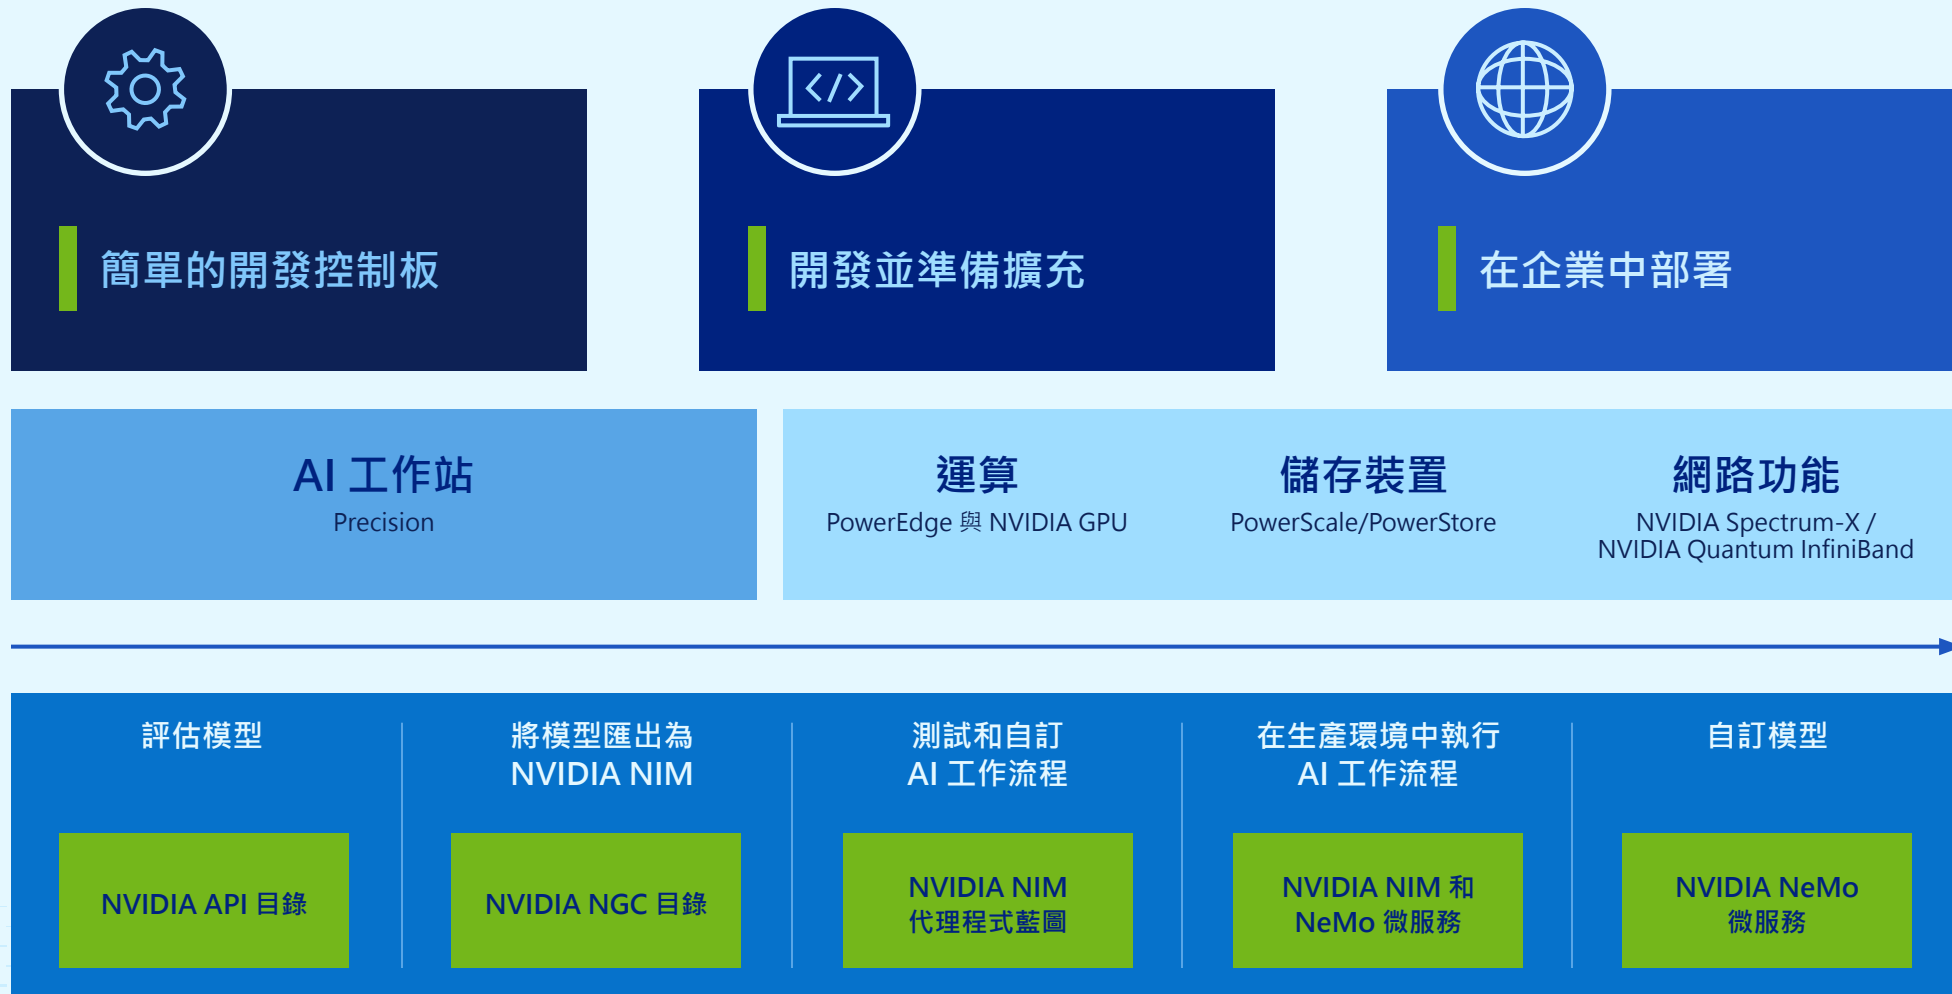 簡單的開發控制板
開發並準備擴充
在企業中部署
AI 工作站
Precision
運算
PowerEdge 與 NVIDIA GPU
儲存裝置
PowerScale/PowerStore
網路功能
NVIDIA Spectrum-X /
NVIDIA Quantum InfiniBand
評估模型
NVIDIA API 目錄
將模型匯出為
NVIDIA NIM
NVIDIA NGC 目錄
測試和自訂
AI 工作流程
NVIDIA NIM
代理程式藍圖
在生產環境中執行
AI 工作流程
NVIDIA NIM 和
NeMo 微服務
自訂模型
NVIDIA NeMo
微服務